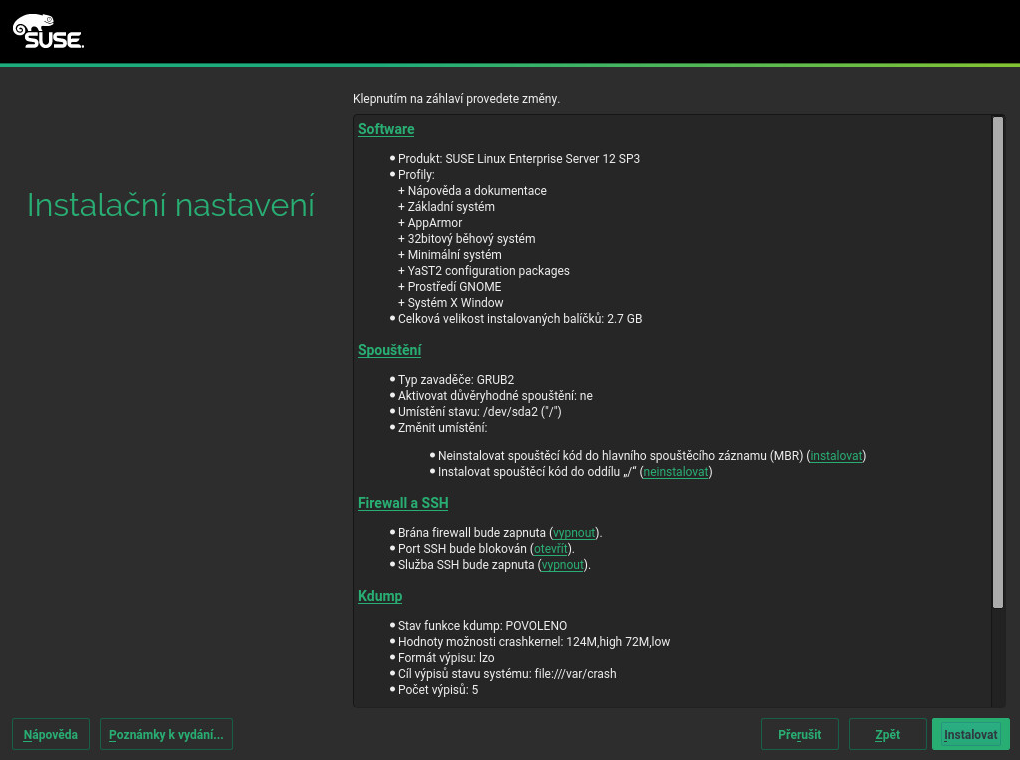 SUSE.
Klepnutím na záhlaví provedete změny.
Instalační nastavení
Software
• Produkt: SUSE Linux Enterprise Server 12 SP3
• Profily:
+ Nápověda a dokumentace
+ Základní systém
+ AppArmor
+ 32bitový běhový systém
+ Minimální systém
+ YaST2 configuration packages
+ Prostředí GNOME
+ Systém X Window
• Celková velikost instalovaných balíčků: 2.7 GB
Spouštění
• Typ zavaděče: GRUB2
• Aktivovat důvěryhodné spouštění: ne
• Umístění stavu: /dev/sda2 ("/")
• Změnit umístění:
• Neinstalovat spouštěcí kód do hlavního spouštěcího záznamu (MBR) (instalovat)
• Instalovat spouštěcí kód do oddílu „/“ (neinstalovat)
Firewall a SSH
• Brána firewall bude zapnuta (vypnout).
• Port SSH bude blokován (otevřít).
• Služba SSH bude zapnuta (vypnout).
Kdump
• Stav funkce kdump: POVOLENO
• Hodnoty možnosti crashkernel: 124M,high 72M,low
• Formát výpisu: lzo
• Cíl výpisů stavu systému: file:///var/crash
• Počet výpisů: 5
Nápověda
Poznámky k vydání...
Přerušit
Zpět
Instalovat